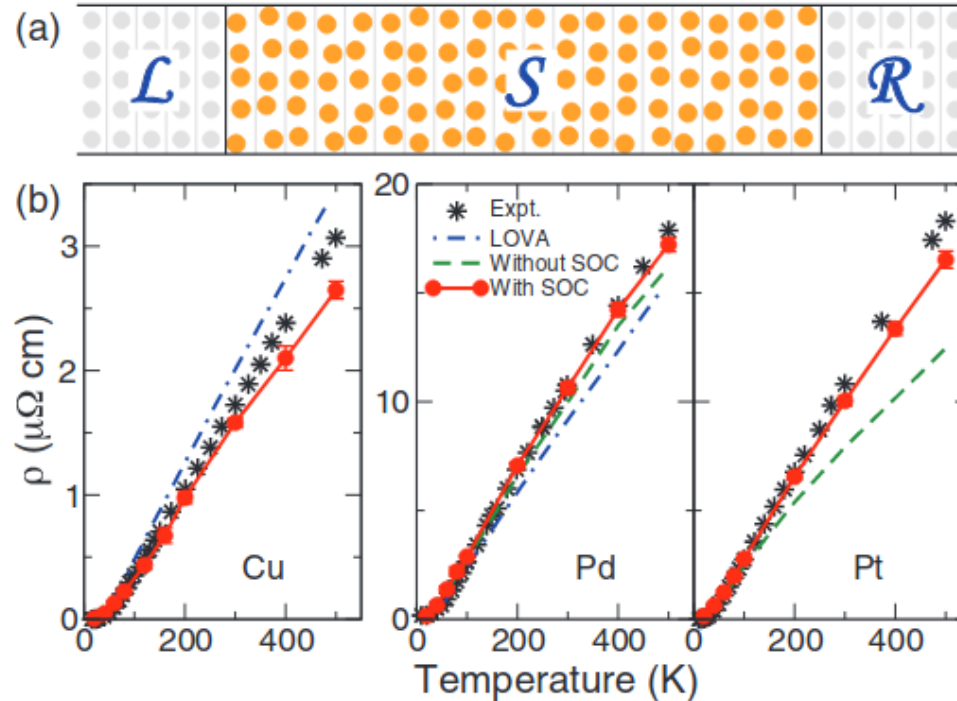 (a)
L S R
(b)
ρ (μΩ cm)
3
2
1
0
20
10
0
Expt.
LOVA
Without SOC
With SOC
Cu Pd Pt
0 200 400 0 200 400 0 200 400
Temperature (K)